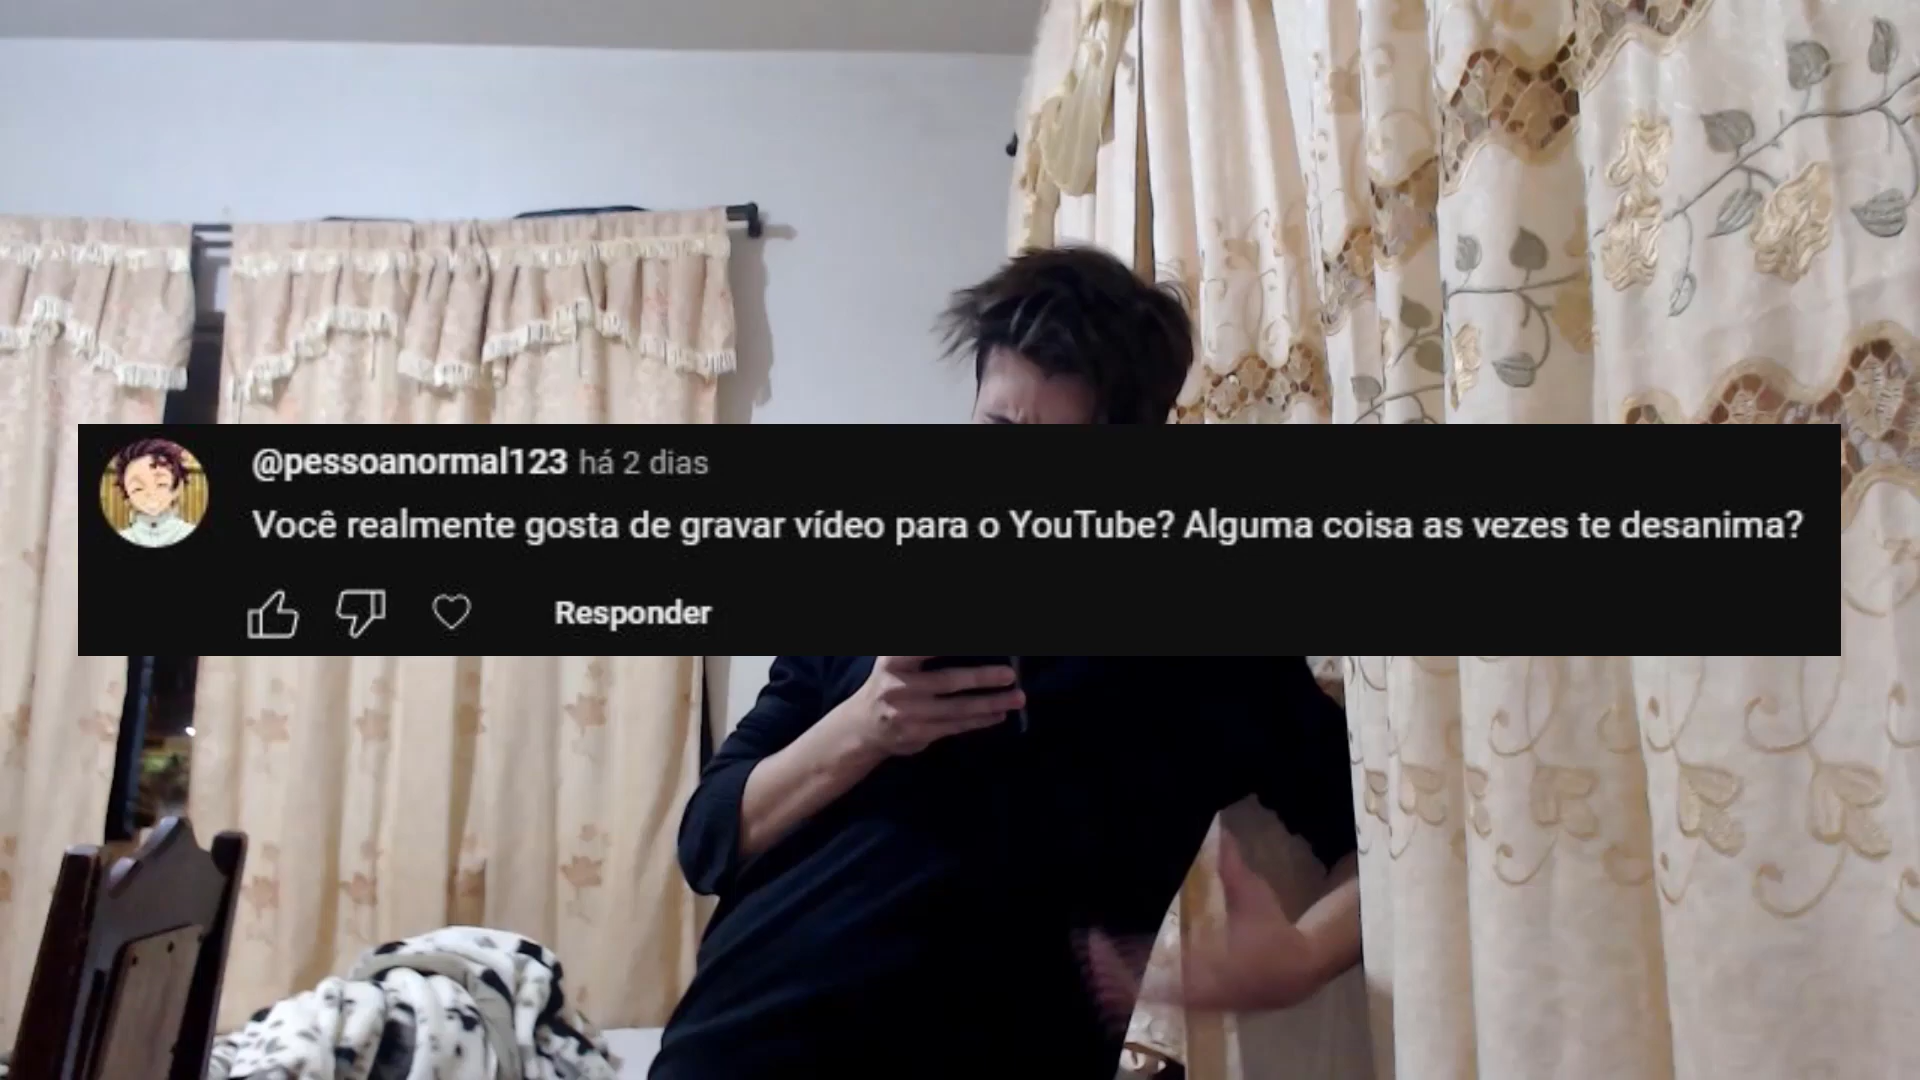 @pessoanormal123 há 2 dias
Você realmente gosta de gravar vídeo para o YouTube? Alguma coisa as vezes te desanima?
Responder